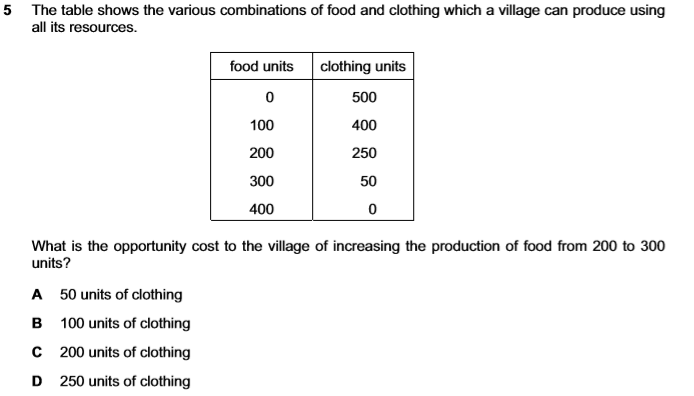 5 The table shows the various combinations of food and clothing which a village can produce using
all its resources.
food units clothing units
0 500
100 400
200 250
300 50
400 0
What is the opportunity cost to the village of increasing the production of food from 200 to 300
units?
A 50 units of clothing
B 100 units of clothing
C 200 units of clothing
D 250 units of clothing